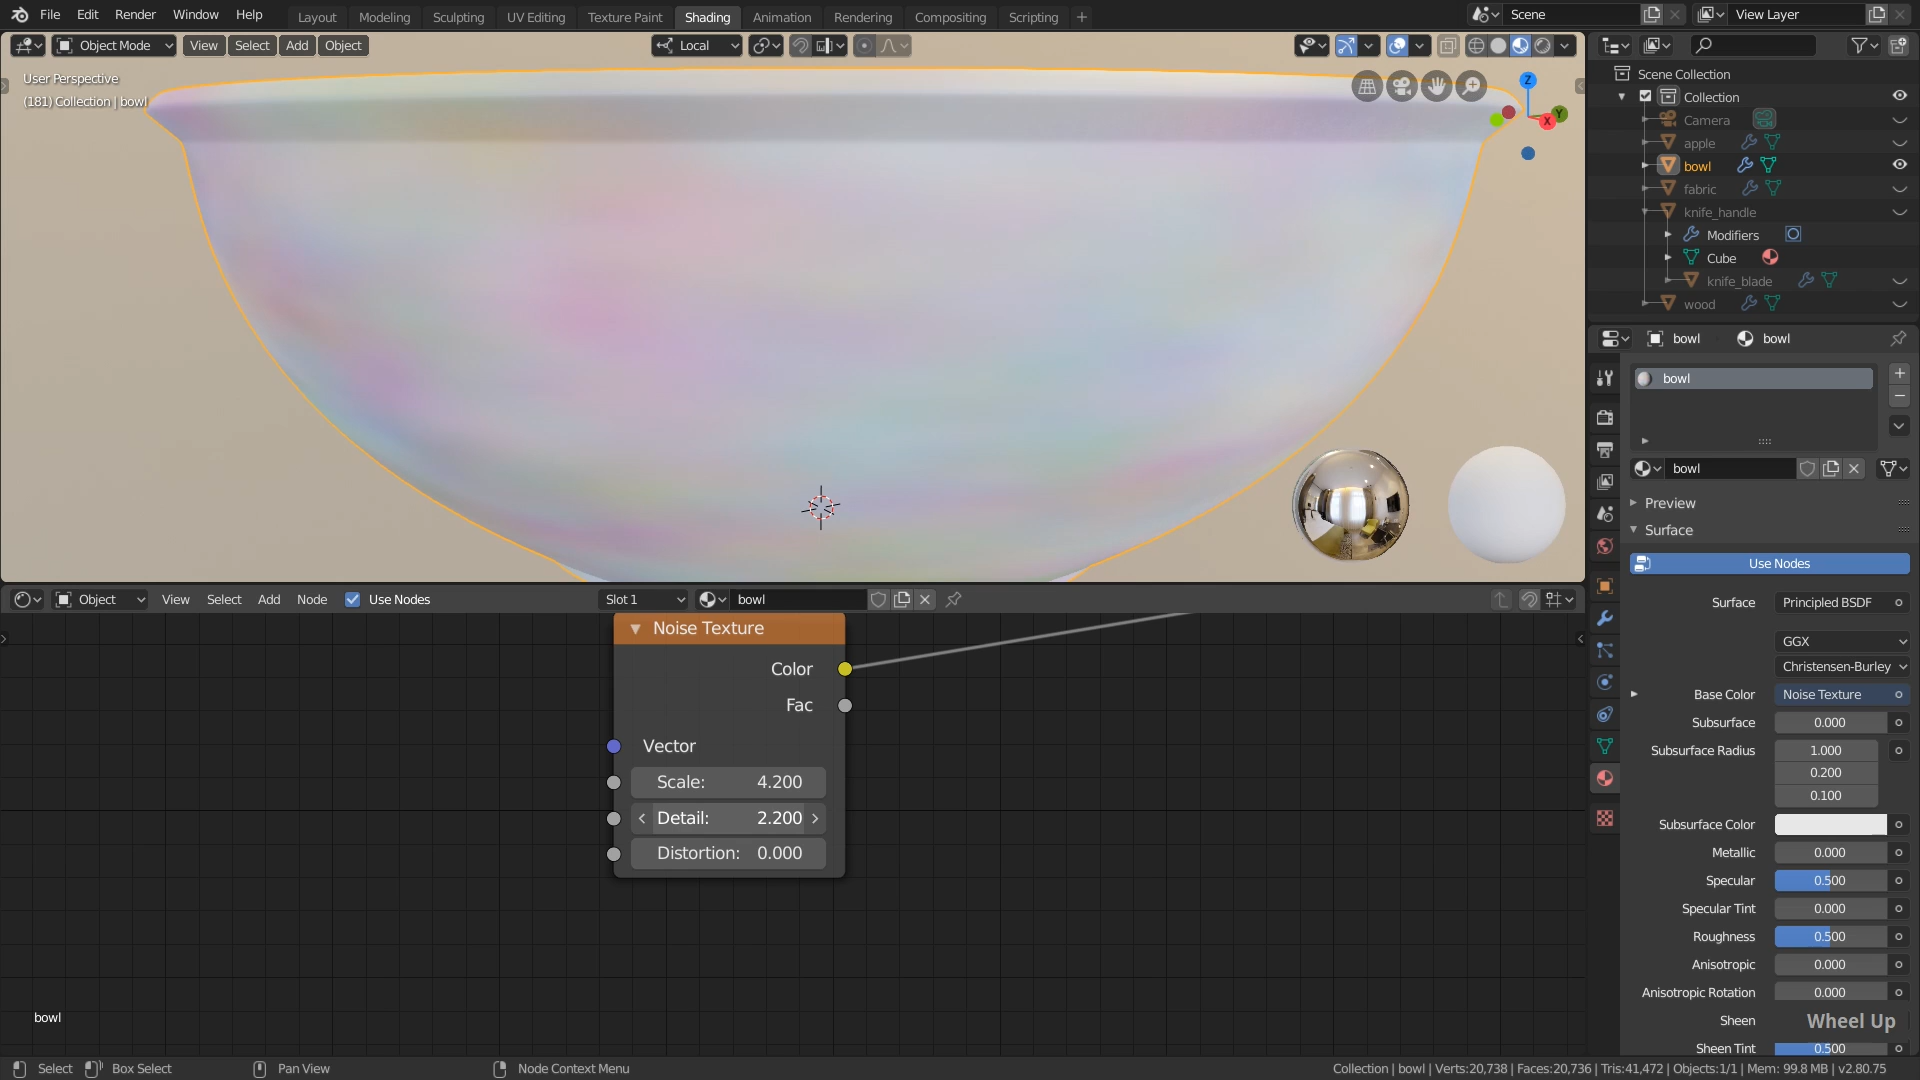 File Edit Render Window Help Layout Modeling Sculpting UV Editing Texture Paint Shading Animation Rendering Compositing Scripting + Scene View Layer
Object Mode View Select Add Object Local
User Perspective
(181) Collection | bowl
Z
Y
X
Scene Collection
Collection
Camera
apple
bowl
fabric
knife_handle
Modifiers
Cube
knife_blade
wood
bowl bowl
bowl
bowl
Preview
Surface
Use Nodes
Surface Principled BSDF
GGX
Christensen-Burley
Base Color Noise Texture
Subsurface 0.000
Subsurface Radius 1.000
0.200
0.100
Subsurface Color
Metallic 0.000
Specular 0.500
Specular Tint 0.000
Roughness 0.500
Anisotropic 0.000
Anisotropic Rotation 0.000
Sheen
Sheen Tint 0.500
Wheel Up
Object View Select Add Node Use Nodes Slot 1 bowl
Noise Texture
Color
Fac
Vector
Scale: 4.200
Detail: 2.200
Distortion: 0.000
bowl
Select Box Select Pan View Node Context Menu Collection | bowl | Verts:20,738 | Faces:20,736 | Tris:41,472 | Objects:1/1 | Mem: 99.8 MB | v2.80.75